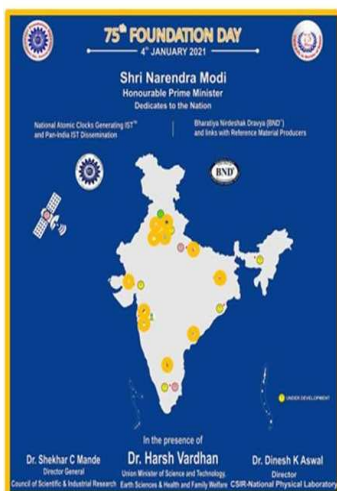 75th FOUNDATION DAY
4th JANUARY 2021
Shri Narendra Modi
Honourable Prime Minister
Dedicates to the Nation
National Atomic Clocks Generating IST
and Pan-India IST Dissemination
Bharatiya Nirdeshak Dravya (BND®)
and links with Reference Material Producers
BND
UNDER DEVELOPMENT
In the presence of
Dr. Shekhar C Mande
Director General
Council of Scientific & Industrial Research
Dr. Harsh Vardhan
Union Minister of Science and Technology,
Earth Sciences & Health and Family Welfare
Dr. Dinesh K Aswal
Director
CSIR-National Physical Laboratory